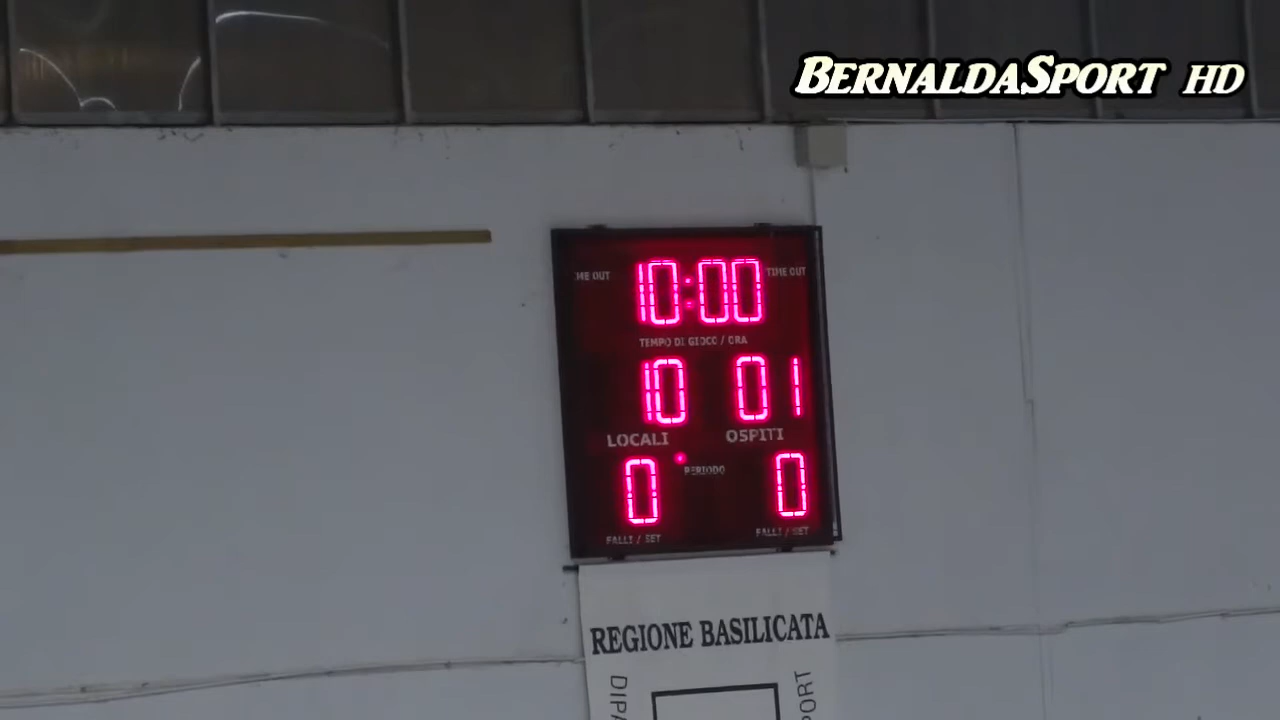 BERNALDASPORT HD
ME OUT
10:00
TIME OUT
TEMPO DI GIOCO / ORA
10
01
LOCALI
OSPITI
0
PERIODO
0
FALLI / SET
FALLI / SET
REGIONE BASILICATA